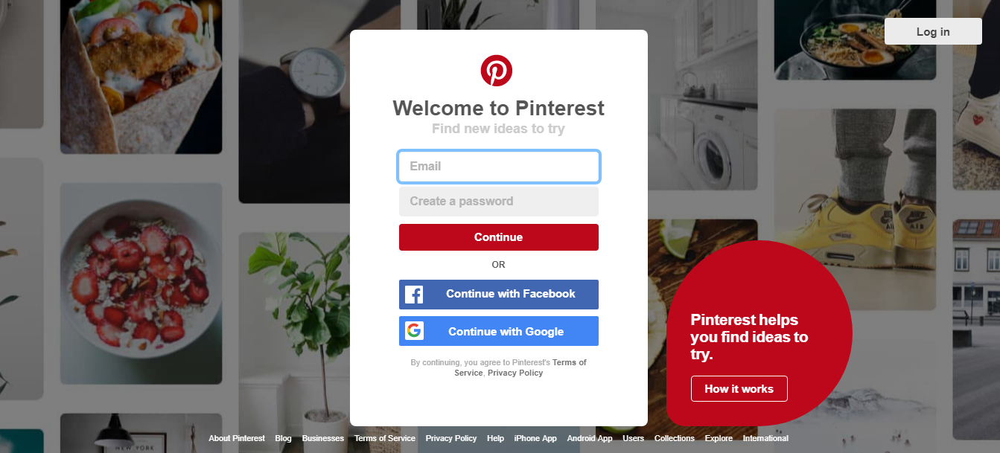 Log in
Welcome to Pinterest
Find new ideas to try
Email
Create a password
Continue
OR
Continue with Facebook
Continue with Google
By continuing, you agree to Pinterest's Terms of
Service, Privacy Policy
Pinterest helps
you find ideas to
try.
How it works
NEW YORK
AIR
About Pinterest Blog Businesses Terms of Service Privacy Policy Help iPhone App Android App Users Collections Explore International